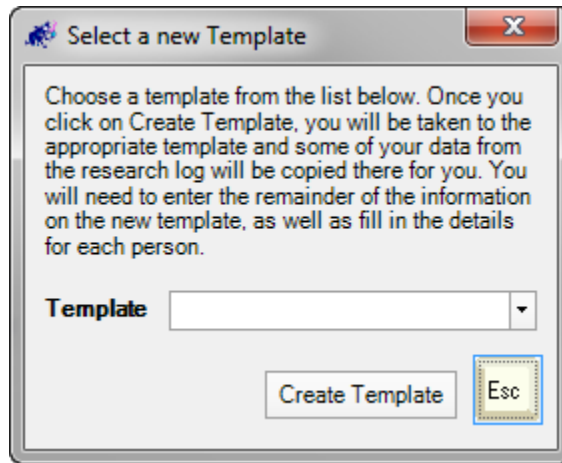 Select a new Template
Choose a template from the list below. Once you
click on Create Template, you will be taken to the
appropriate template and some of your data from
the research log will be copied there for you. You
will need to enter the remainder of the information
on the new template, as well as fill in the details
for each person.
Template
Create Template Esc